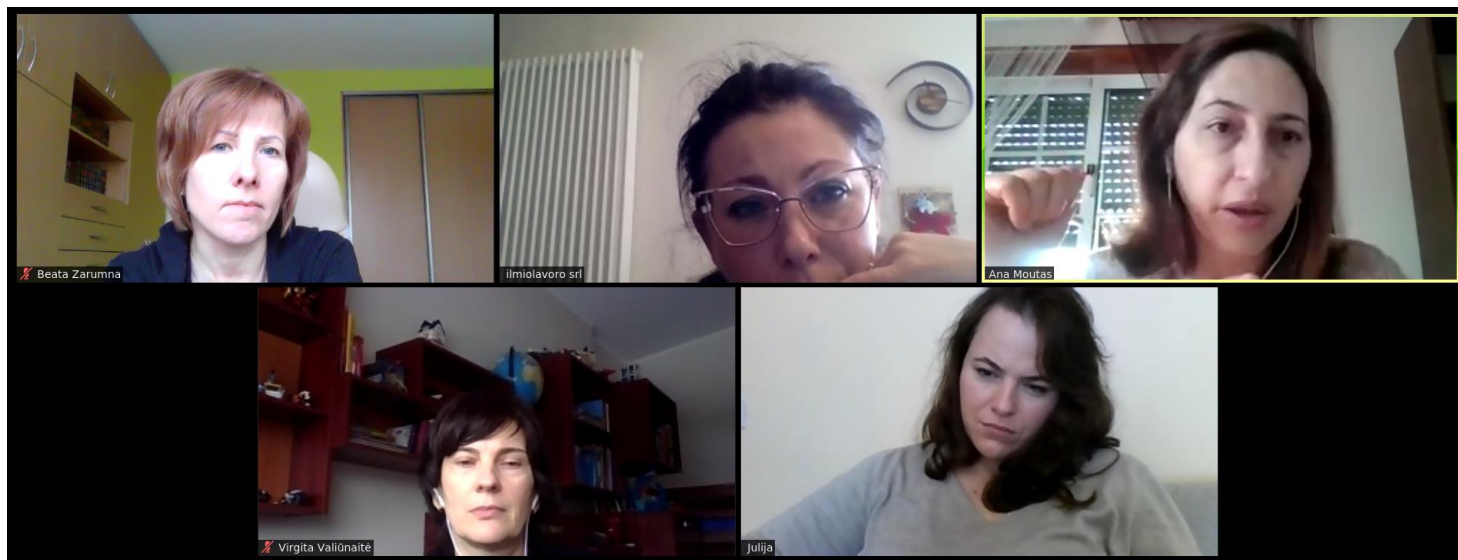 Beata Zarumna
ilmiolavoro srl
Ana Moutas
Virgita Valiūnaitė
Julija